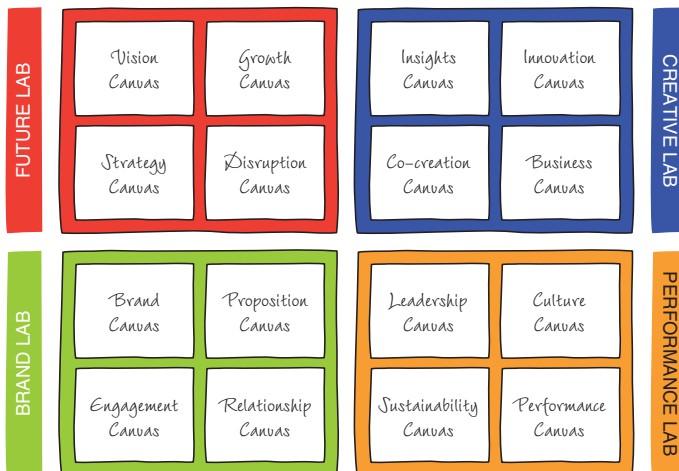 FUTURE LAB
Vision
Canvas
Growth
Canvas
Strategy
Canvas
Disruption
Canvas
Insights
Canvas
Innovation
Canvas
Co-creation
Canvas
Business
Canvas
CREATIVE LAB
BRAND LAB
Brand
Canvas
Proposition
Canvas
Engagement
Canvas
Relationship
Canvas
Leadership
Canvas
Culture
Canvas
Sustainability
Canvas
Performance
Canvas
PERFORMANCE LAB